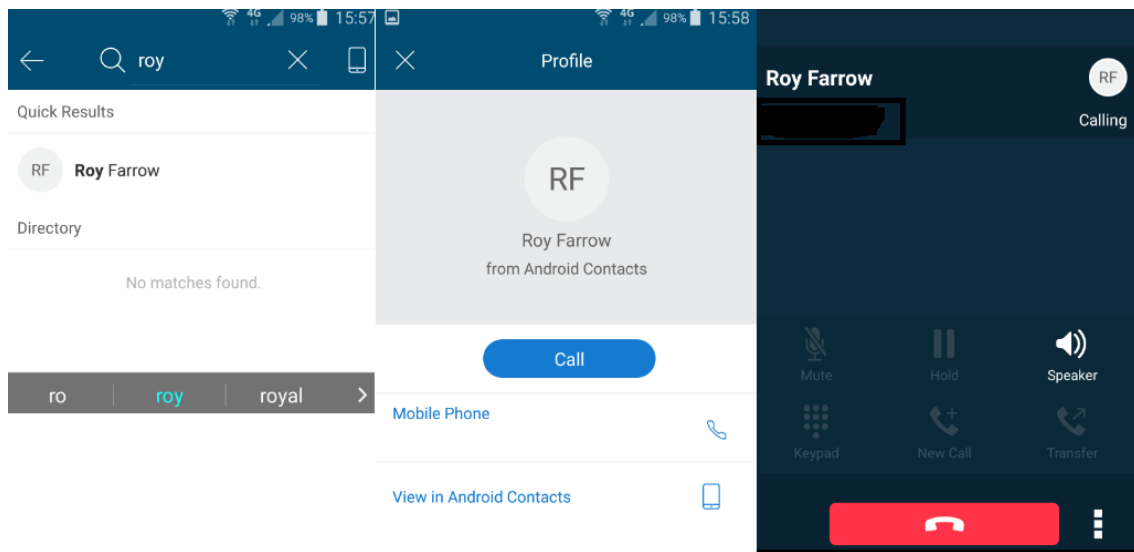 4G 98% 15:57
roy
Quick Results
RF Roy Farrow
Directory
No matches found.
ro roy royal
4G 98% 15:58
Profile
RF
Roy Farrow
from Android Contacts
Call
Mobile Phone
View in Android Contacts
Roy Farrow RF
Calling
Mute Hold Speaker
Keypad New Call Transfer